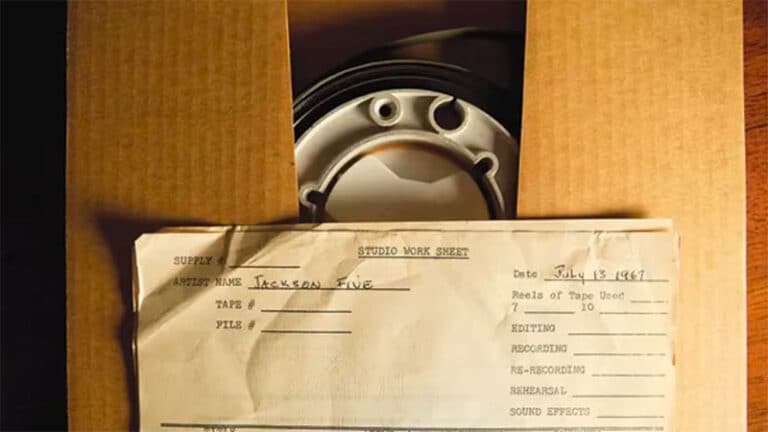 STUDIO WORK SHEET
SUPPLY #
ARTIST NAME JACKSON FIVE
TAPE #
FILE #
Date July 13 1967
Reels of Tape Used
7 10
EDITING
RECORDING
RE-RECORDING
REHEARSAL
SOUND EFFECTS